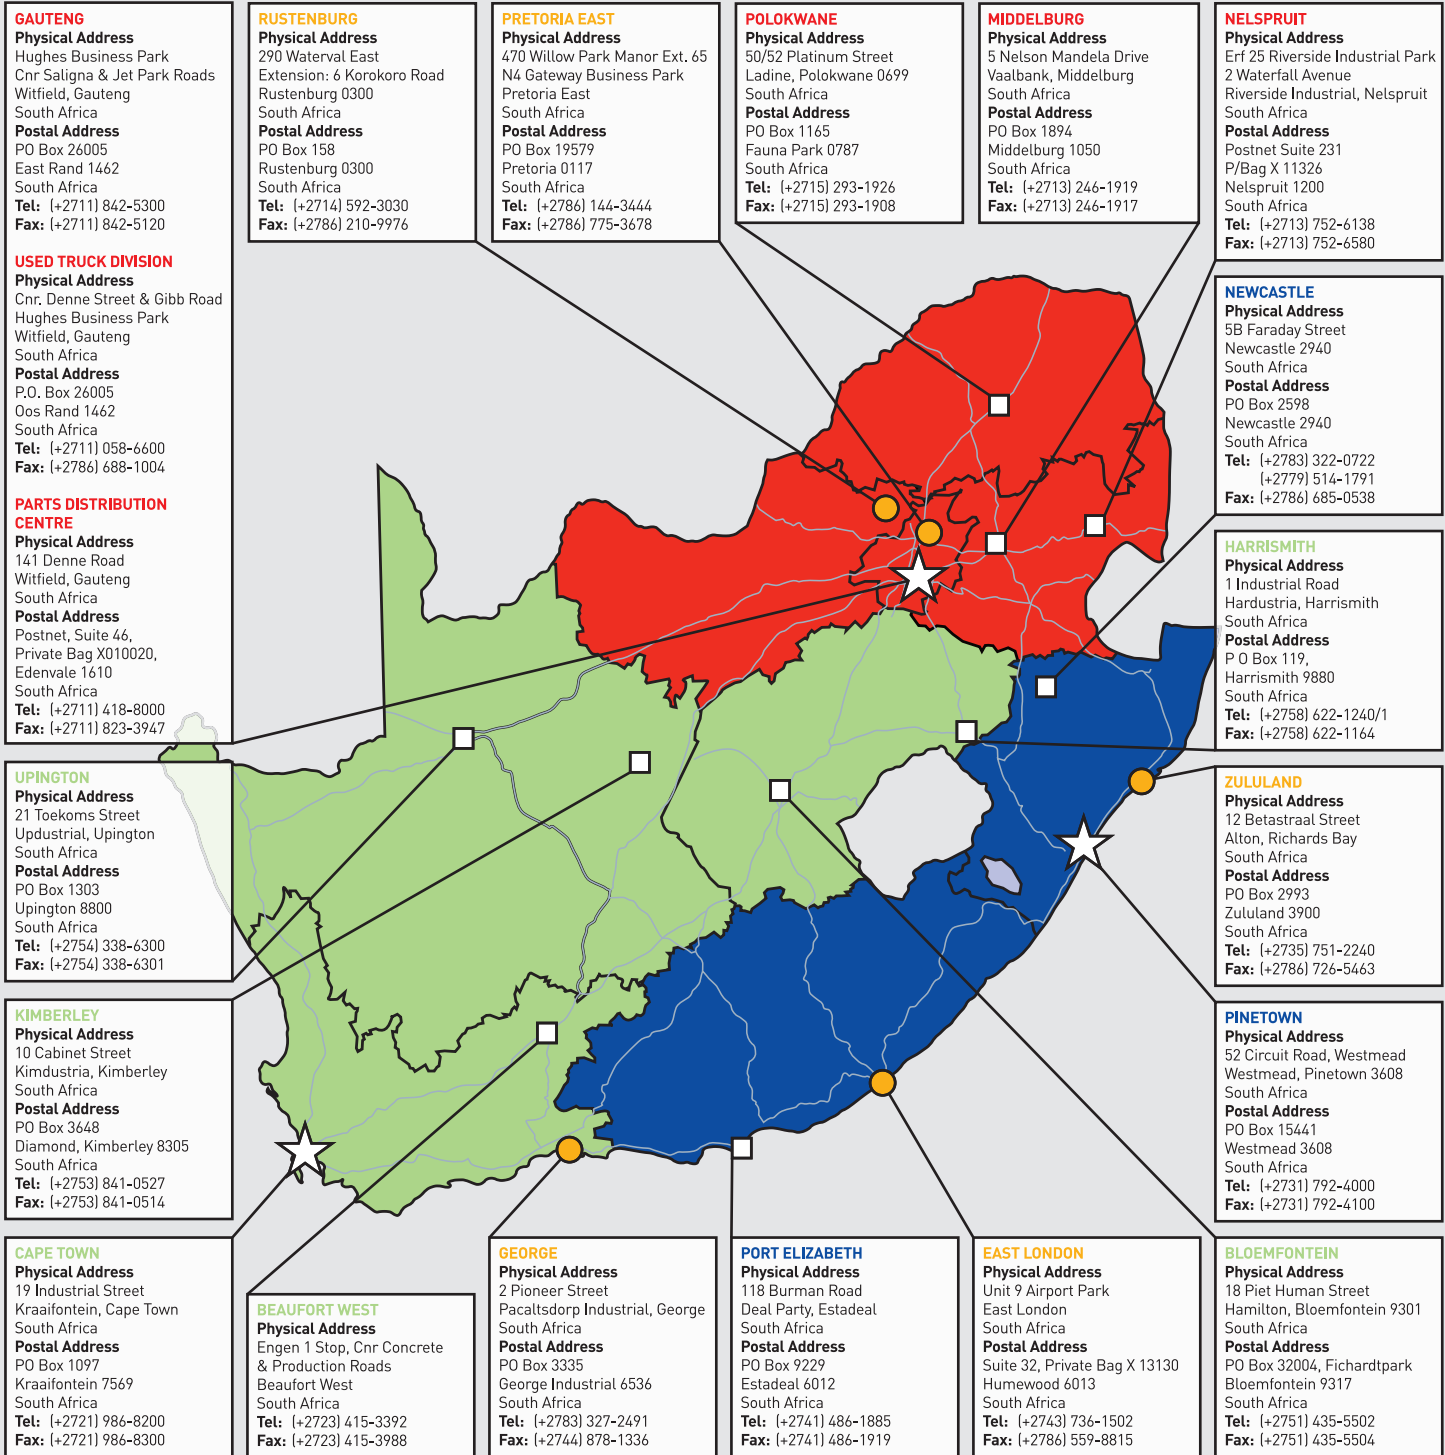 GAUTENG
Physical Address
Hughes Business Park
Cnr Saligna & Jet Park Roads
Witfield, Gauteng
South Africa
Postal Address
PO Box 26005
East Rand 1462
South Africa
Tel: (+2711) 842-5300
Fax: (+2711) 842-5120
USED TRUCK DIVISION
Physical Address
Cnr. Denne Street & Gibb Road
Hughes Business Park
Witfield, Gauteng
South Africa
Postal Address
P.O. Box 26005
Oos Rand 1462
South Africa
Tel: (+2711) 058-6600
Fax: (+2786) 688-1004
PARTS DISTRIBUTION
CENTRE
Physical Address
141 Denne Road
Witfield, Gauteng
South Africa
Postal Address
Postnet, Suite 46,
Private Bag X010020,
Edenvale 1610
South Africa
Tel: (+2711) 418-8000
Fax: (+2711) 823-3947
RUSTENBURG
Physical Address
290 Waterval East
Extension: 6 Korokoro Road
Rustenburg 0300
South Africa
Postal Address
PO Box 158
Rustenburg 0300
South Africa
Tel: (+2714) 592-3030
Fax: (+2786) 210-9976
PRETORIA EAST
Physical Address
470 Willow Park Manor Ext. 65
N4 Gateway Business Park
Pretoria East
South Africa
Postal Address
PO Box 19579
Pretoria 0117
South Africa
Tel: (+2786) 144-3444
Fax: (+2786) 775-3678
POLOKWANE
Physical Address
50/52 Platinum Street
Ladine, Polokwane 0699
South Africa
Postal Address
PO Box 1165
Fauna Park 0787
South Africa
Tel: (+2715) 293-1926
Fax: (+2715) 293-1908
MIDDELBURG
Physical Address
5 Nelson Mandela Drive
Vaalbank, Middelburg
South Africa
Postal Address
PO Box 1894
Middelburg 1050
South Africa
Tel: (+2713) 246-1919
Fax: (+2713) 246-1917
NELSPRUIT
Physical Address
Erf 25 Riverside Industrial Park
2 Waterfall Avenue
Riverside Industrial, Nelspruit
South Africa
Postal Address
Postnet Suite 231
P/Bag X 11326
Nelspruit 1200
South Africa
Tel: (+2713) 752-6138
Fax: (+2713) 752-6580
NEWCASTLE
Physical Address
5B Faraday Street
Newcastle 2940
South Africa
Postal Address
PO Box 2598
Newcastle 2940
South Africa
Tel: (+2783) 322-0722
(+2779) 514-1791
Fax: (+2786) 685-0538
HARRISMITH
Physical Address
1 Industrial Road
Hardustria, Harrismith
South Africa
Postal Address
P O Box 119,
Harrismith 9880
South Africa
Tel: (+2758) 622-1240/1
Fax: (+2758) 622-1164
UPINGTON
Physical Address
21 Toekoms Street
Updustrial, Upington
South Africa
Postal Address
PO Box 1303
Upington 8800
South Africa
Tel: (+2754) 338-6300
Fax: (+2754) 338-6301
ZULULAND
Physical Address
12 Betastraal Street
Alton, Richards Bay
South Africa
Postal Address
PO Box 2993
Zululand 3900
South Africa
Tel: (+2735) 751-2240
Fax: (+2786) 726-5463
KIMBERLEY
Physical Address
10 Cabinet Street
Kimdustria, Kimberley
South Africa
Postal Address
PO Box 3648
Diamond, Kimberley 8305
South Africa
Tel: (+2753) 841-0527
Fax: (+2753) 841-0514
PINETOWN
Physical Address
52 Circuit Road, Westmead
Westmead, Pinetown 3608
South Africa
Postal Address
PO Box 15441
Westmead 3608
South Africa
Tel: (+2731) 792-4000
Fax: (+2731) 792-4100
CAPE TOWN
Physical Address
19 Industrial Street
Kraaifontein, Cape Town
South Africa
Postal Address
PO Box 1097
Kraaifontein 7569
South Africa
Tel: (+2721) 986-8200
Fax: (+2721) 986-8300
BEAUFORT WEST
Physical Address
Engen 1 Stop, Cnr Concrete
& Production Roads
Beaufort West
South Africa
Tel: (+2723) 415-3392
Fax: (+2723) 415-3988
GEORGE
Physical Address
2 Pioneer Street
Pacaltsdorp Industrial, George
South Africa
Postal Address
PO Box 3335
George Industrial 6536
South Africa
Tel: (+2783) 327-2491
Fax: (+2744) 878-1336
PORT ELIZABETH
Physical Address
118 Burman Road
Deal Party, Estadeal
South Africa
Postal Address
PO Box 9229
Estadeal 6012
South Africa
Tel: (+2741) 486-1885
Fax: (+2741) 486-1919
EAST LONDON
Physical Address
Unit 9 Airport Park
East London
South Africa
Postal Address
Suite 32, Private Bag X 13130
Humewood 6013
South Africa
Tel: (+2743) 736-1502
Fax: (+2786) 559-8815
BLOEMFONTEIN
Physical Address
18 Piet Human Street
Hamilton, Bloemfontein 9301
South Africa
Postal Address
PO Box 32004, Fichardtpark
Bloemfontein 9317
South Africa
Tel: (+2751) 435-5502
Fax: (+2751) 435-5504